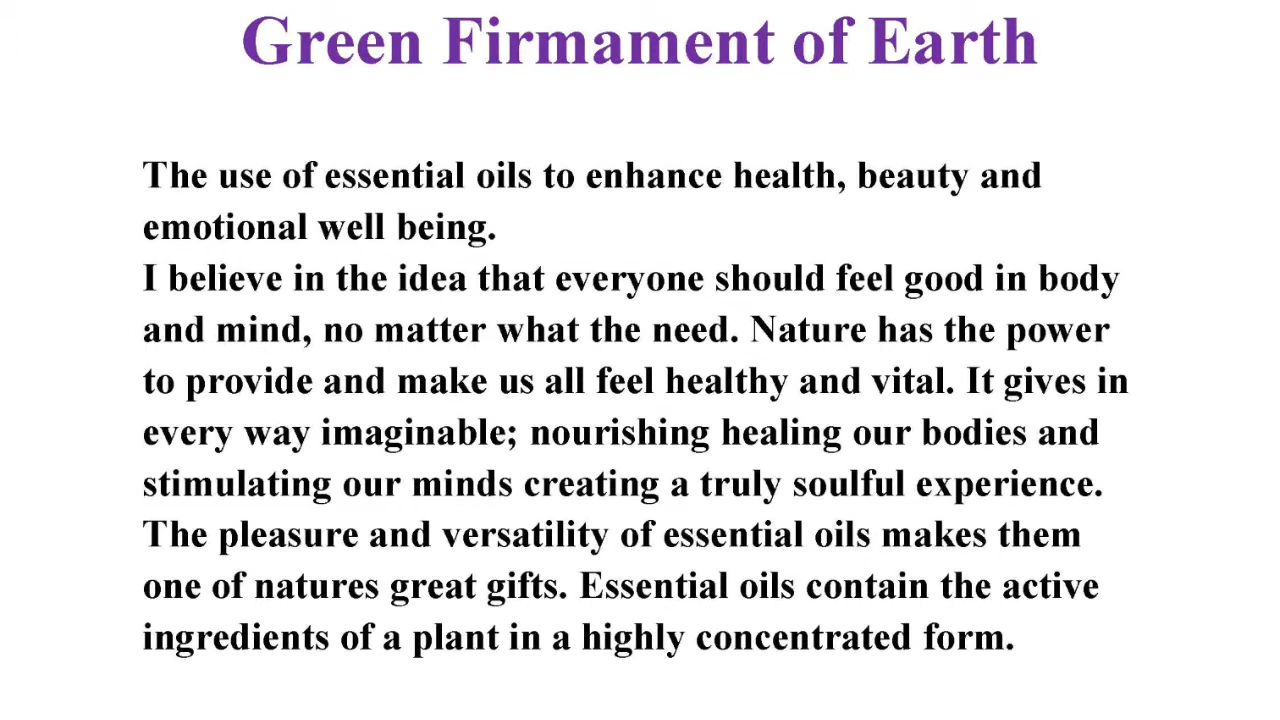 Green Firmament of Earth
The use of essential oils to enhance health, beauty and
emotional well being.
I believe in the idea that everyone should feel good in body
and mind, no matter what the need. Nature has the power
to provide and make us all feel healthy and vital. It gives in
every way imaginable; nourishing healing our bodies and
stimulating our minds creating a truly soulful experience.
The pleasure and versatility of essential oils makes them
one of natures great gifts. Essential oils contain the active
ingredients of a plant in a highly concentrated form.